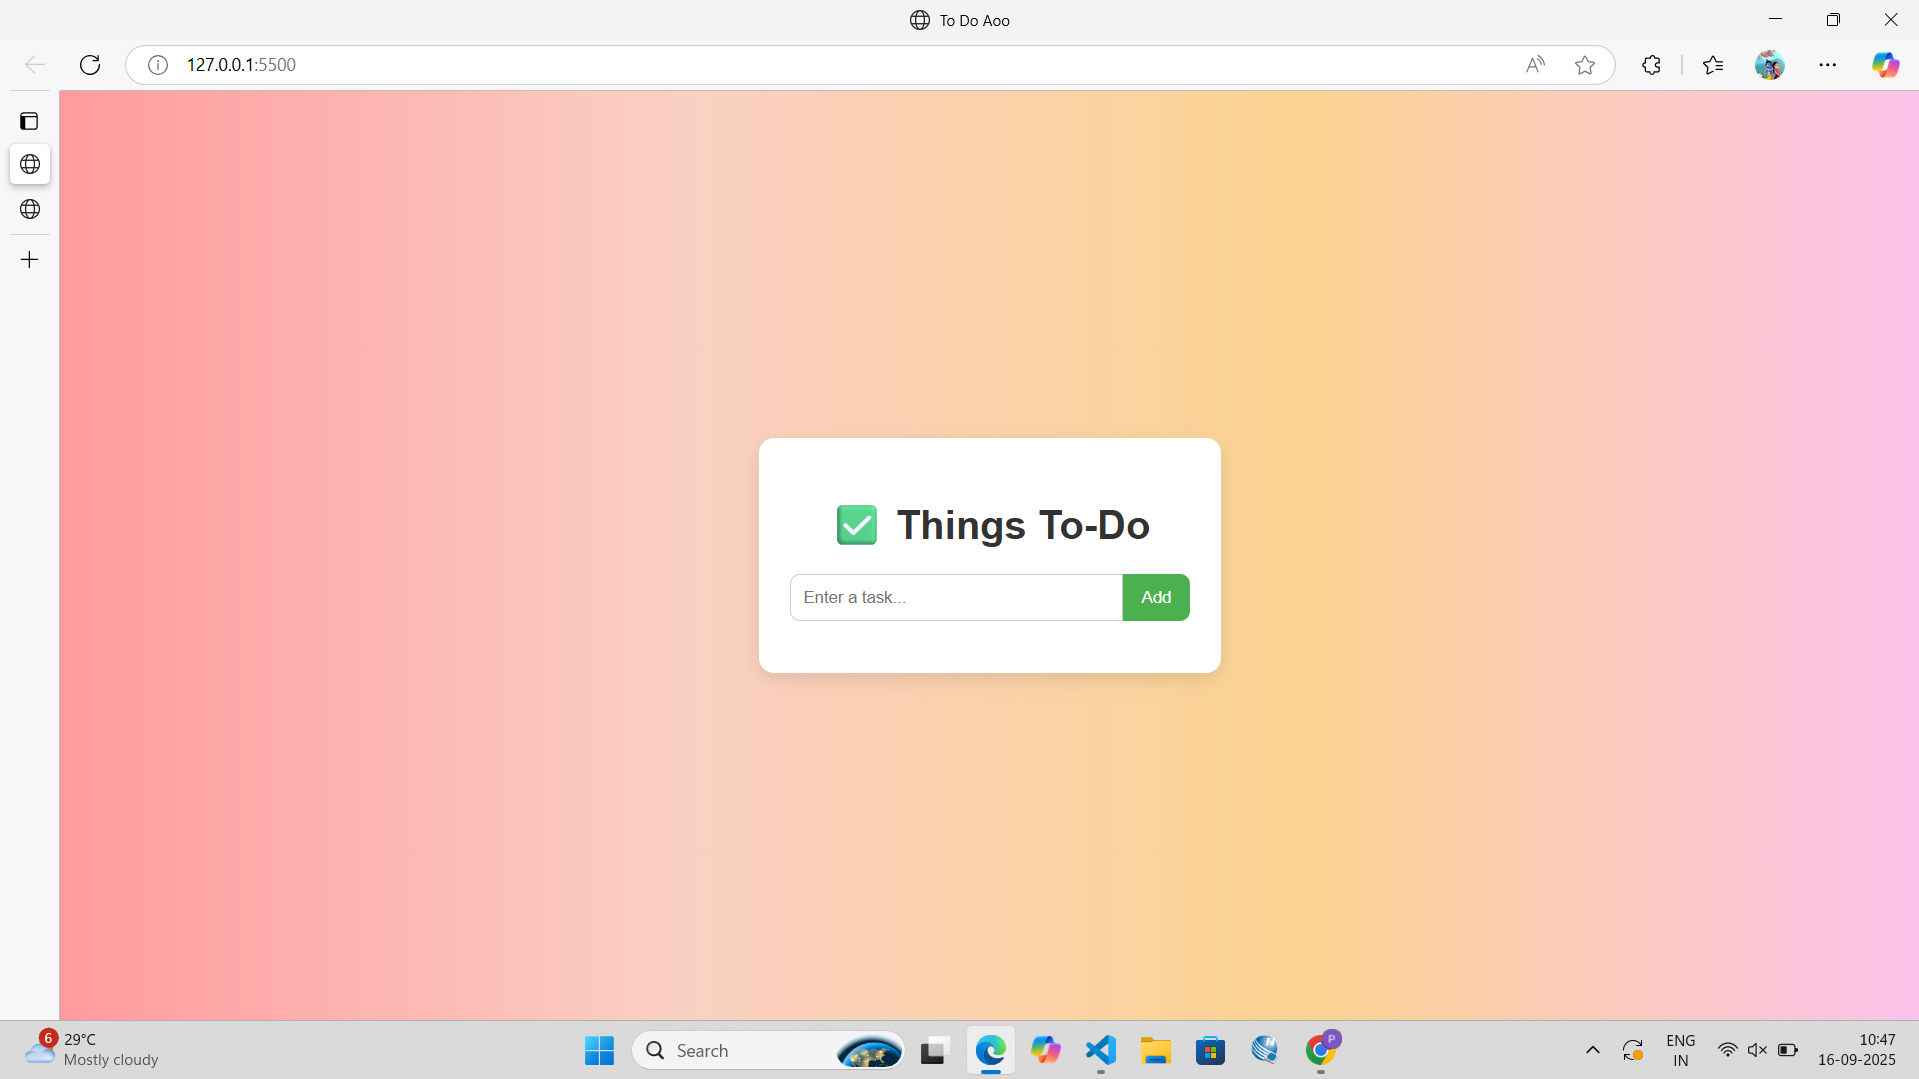 To Do Aoo
127.0.0.1:5500
✅ Things To-Do
Enter a task...
Add
6
29°C
Mostly cloudy
Search
P
ENG
IN
10:47
16-09-2025